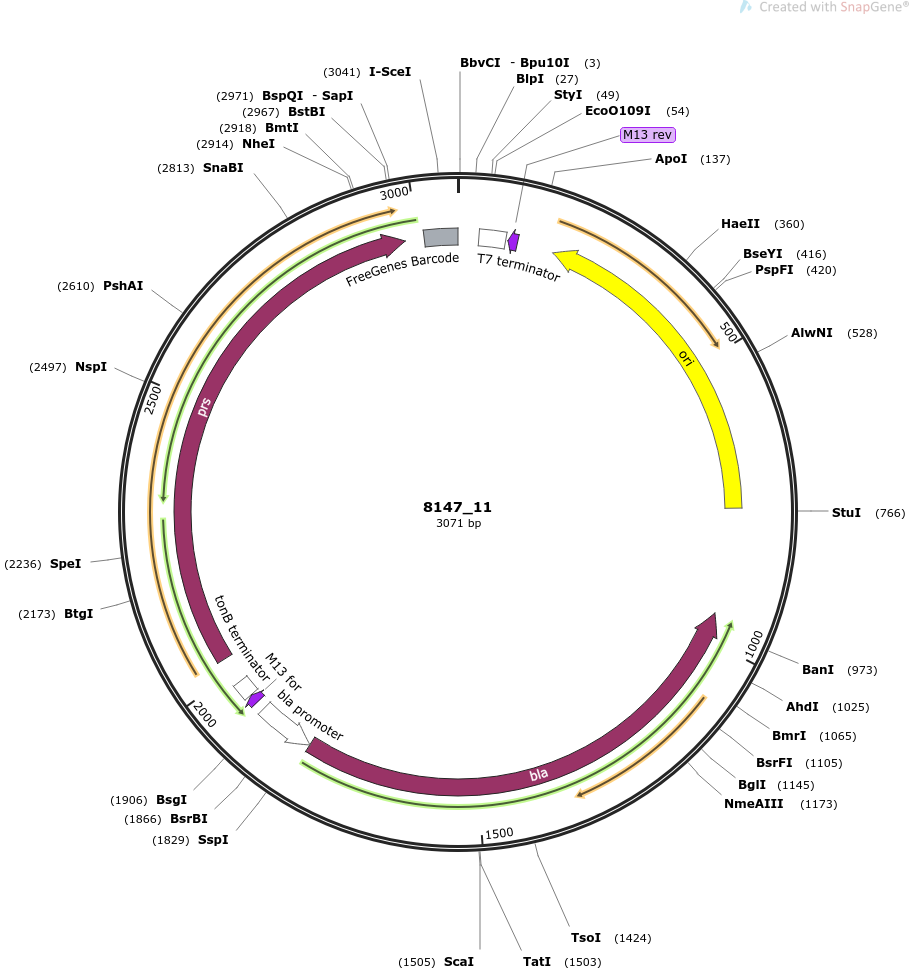 Created with SnapGene®
(3041) I-SceI
BbvCI - Bpu10I (3)
BlpI (27)
(2971) BspQI - SapI
StyI (49)
(2967) BstBI
EcoO109I (54)
(2918) BmtI
M13 rev
(2914) NheI
ApoI (137)
(2813) SnaBI
3000
HaeII (360)
FreeGenes Barcode
T7 terminator
BseYI (416)
PspFI (420)
(2610) PshAI
500
AlwNI (528)
ori
(2497) NspI
2500
prs
8147_11
3071 bp
StuI (766)
(2236) SpeI
(2173) BtgI
tonB terminator
M13 for
bla promoter
1000
BanI (973)
2000
AhdI (1025)
BmrI (1065)
BsrFI (1105)
bla
BglI (1145)
(1906) BsgI
NmeAIII (1173)
(1866) BsrBI
(1829) SspI
1500
TsoI (1424)
(1505) ScaI
TatI (1503)